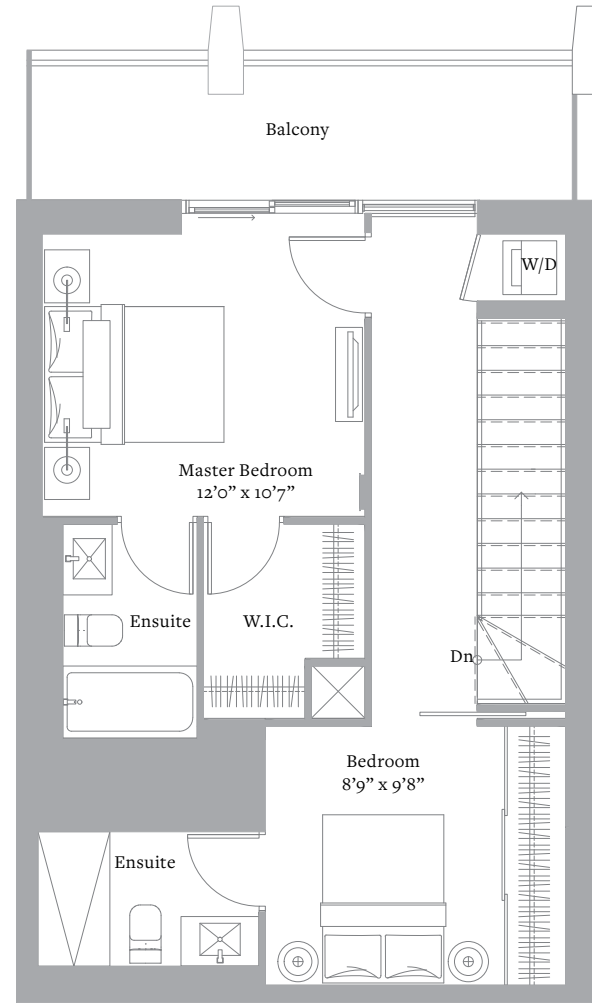 Balcony
W/D
Master Bedroom
12’0” x 10’7”
Ensuite
W.I.C.
Dn
Bedroom
8’9” x 9’8”
Ensuite